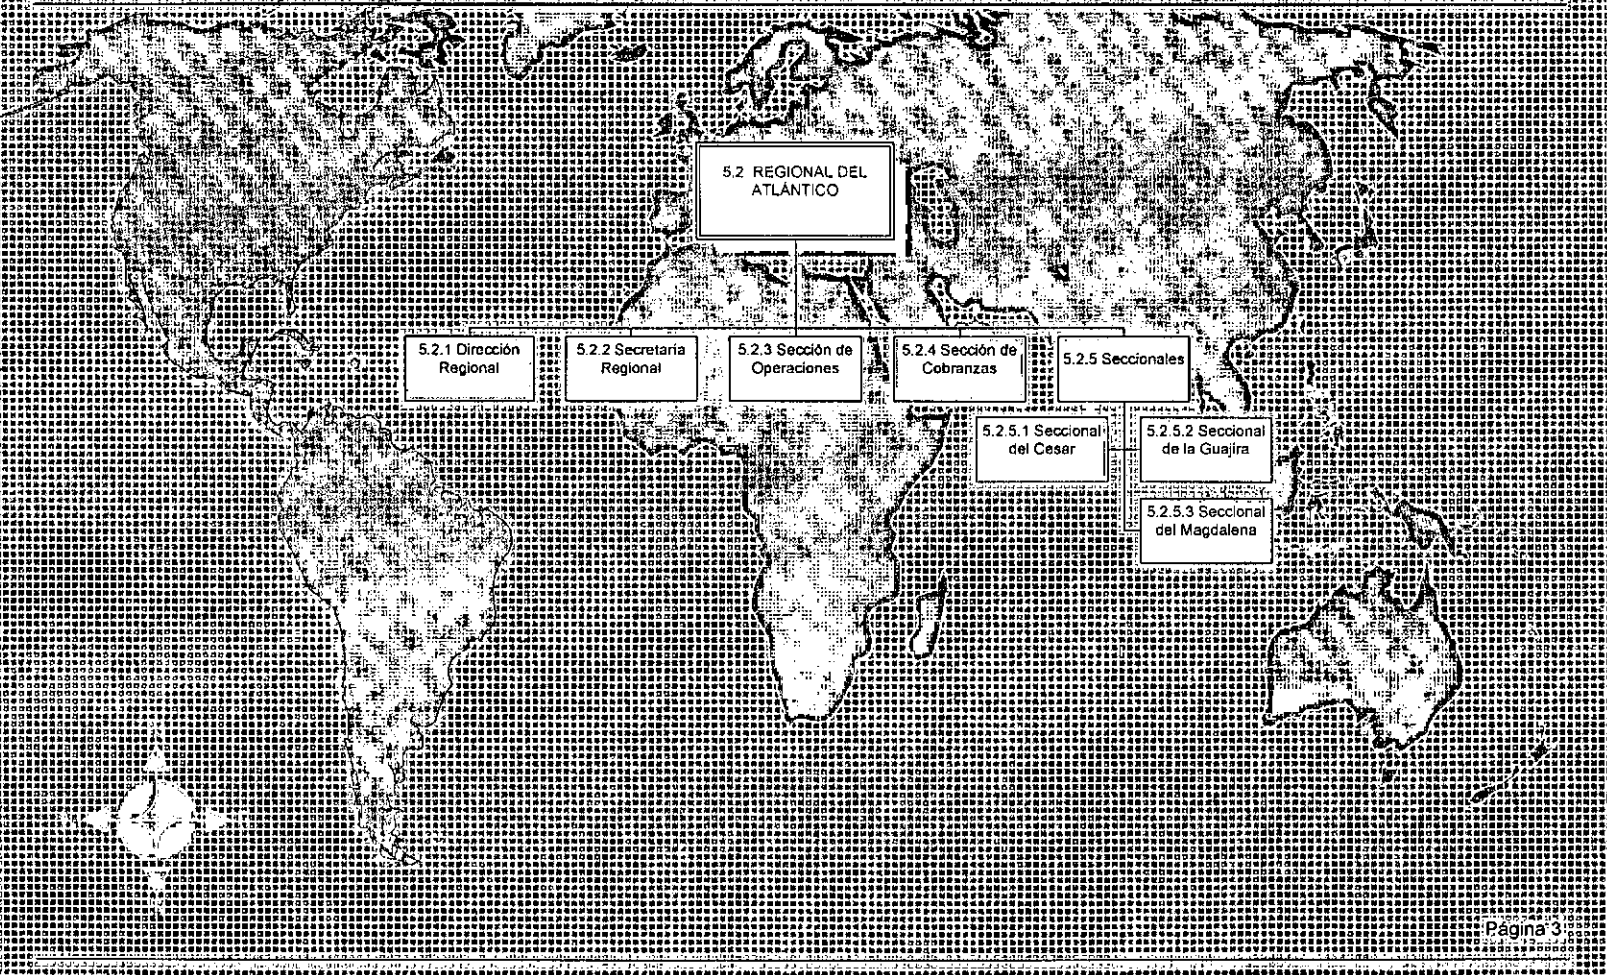 5.2 REGIONAL DEL
ATLÁNTICO
5.2.1 Dirección
Regional
5.2.2 Secretaría
Regional
5.2.3 Sección de
Operaciones
5.2.4 Sección de
Cobranzas
5.2.5 Seccionales
5.2.5.1 Seccional
del Cesar
5.2.5.2 Seccional
de la Guajira
5.2.5.3 Seccional
del Magdalena
Página 3